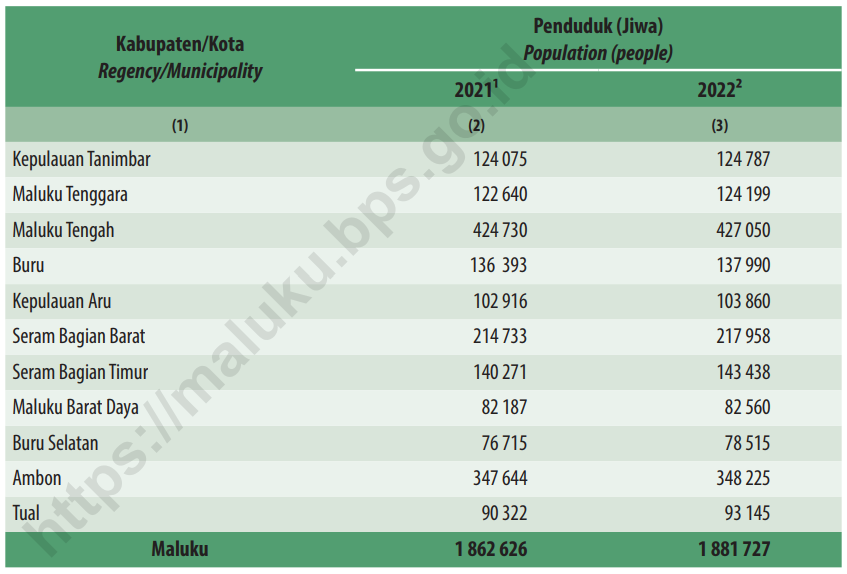 Kabupaten/Kota
Regency/Municipality
Penduduk (Jiwa)
Population (people)
2021¹ 2022²
(1) (2) (3)
Kepulauan Tanimbar 124 075 124 787
Maluku Tenggara 122 640 124 199
Maluku Tengah 424 730 427 050
Buru 136 393 137 990
Kepulauan Aru 102 916 103 860
Seram Bagian Barat 214 733 217 958
Seram Bagian Timur 140 271 143 438
Maluku Barat Daya 82 187 82 560
Buru Selatan 76 715 78 515
Ambon 347 644 348 225
Tual 90 322 93 145
Maluku 1 862 626 1 881 727
https://maluku.bps.go.id